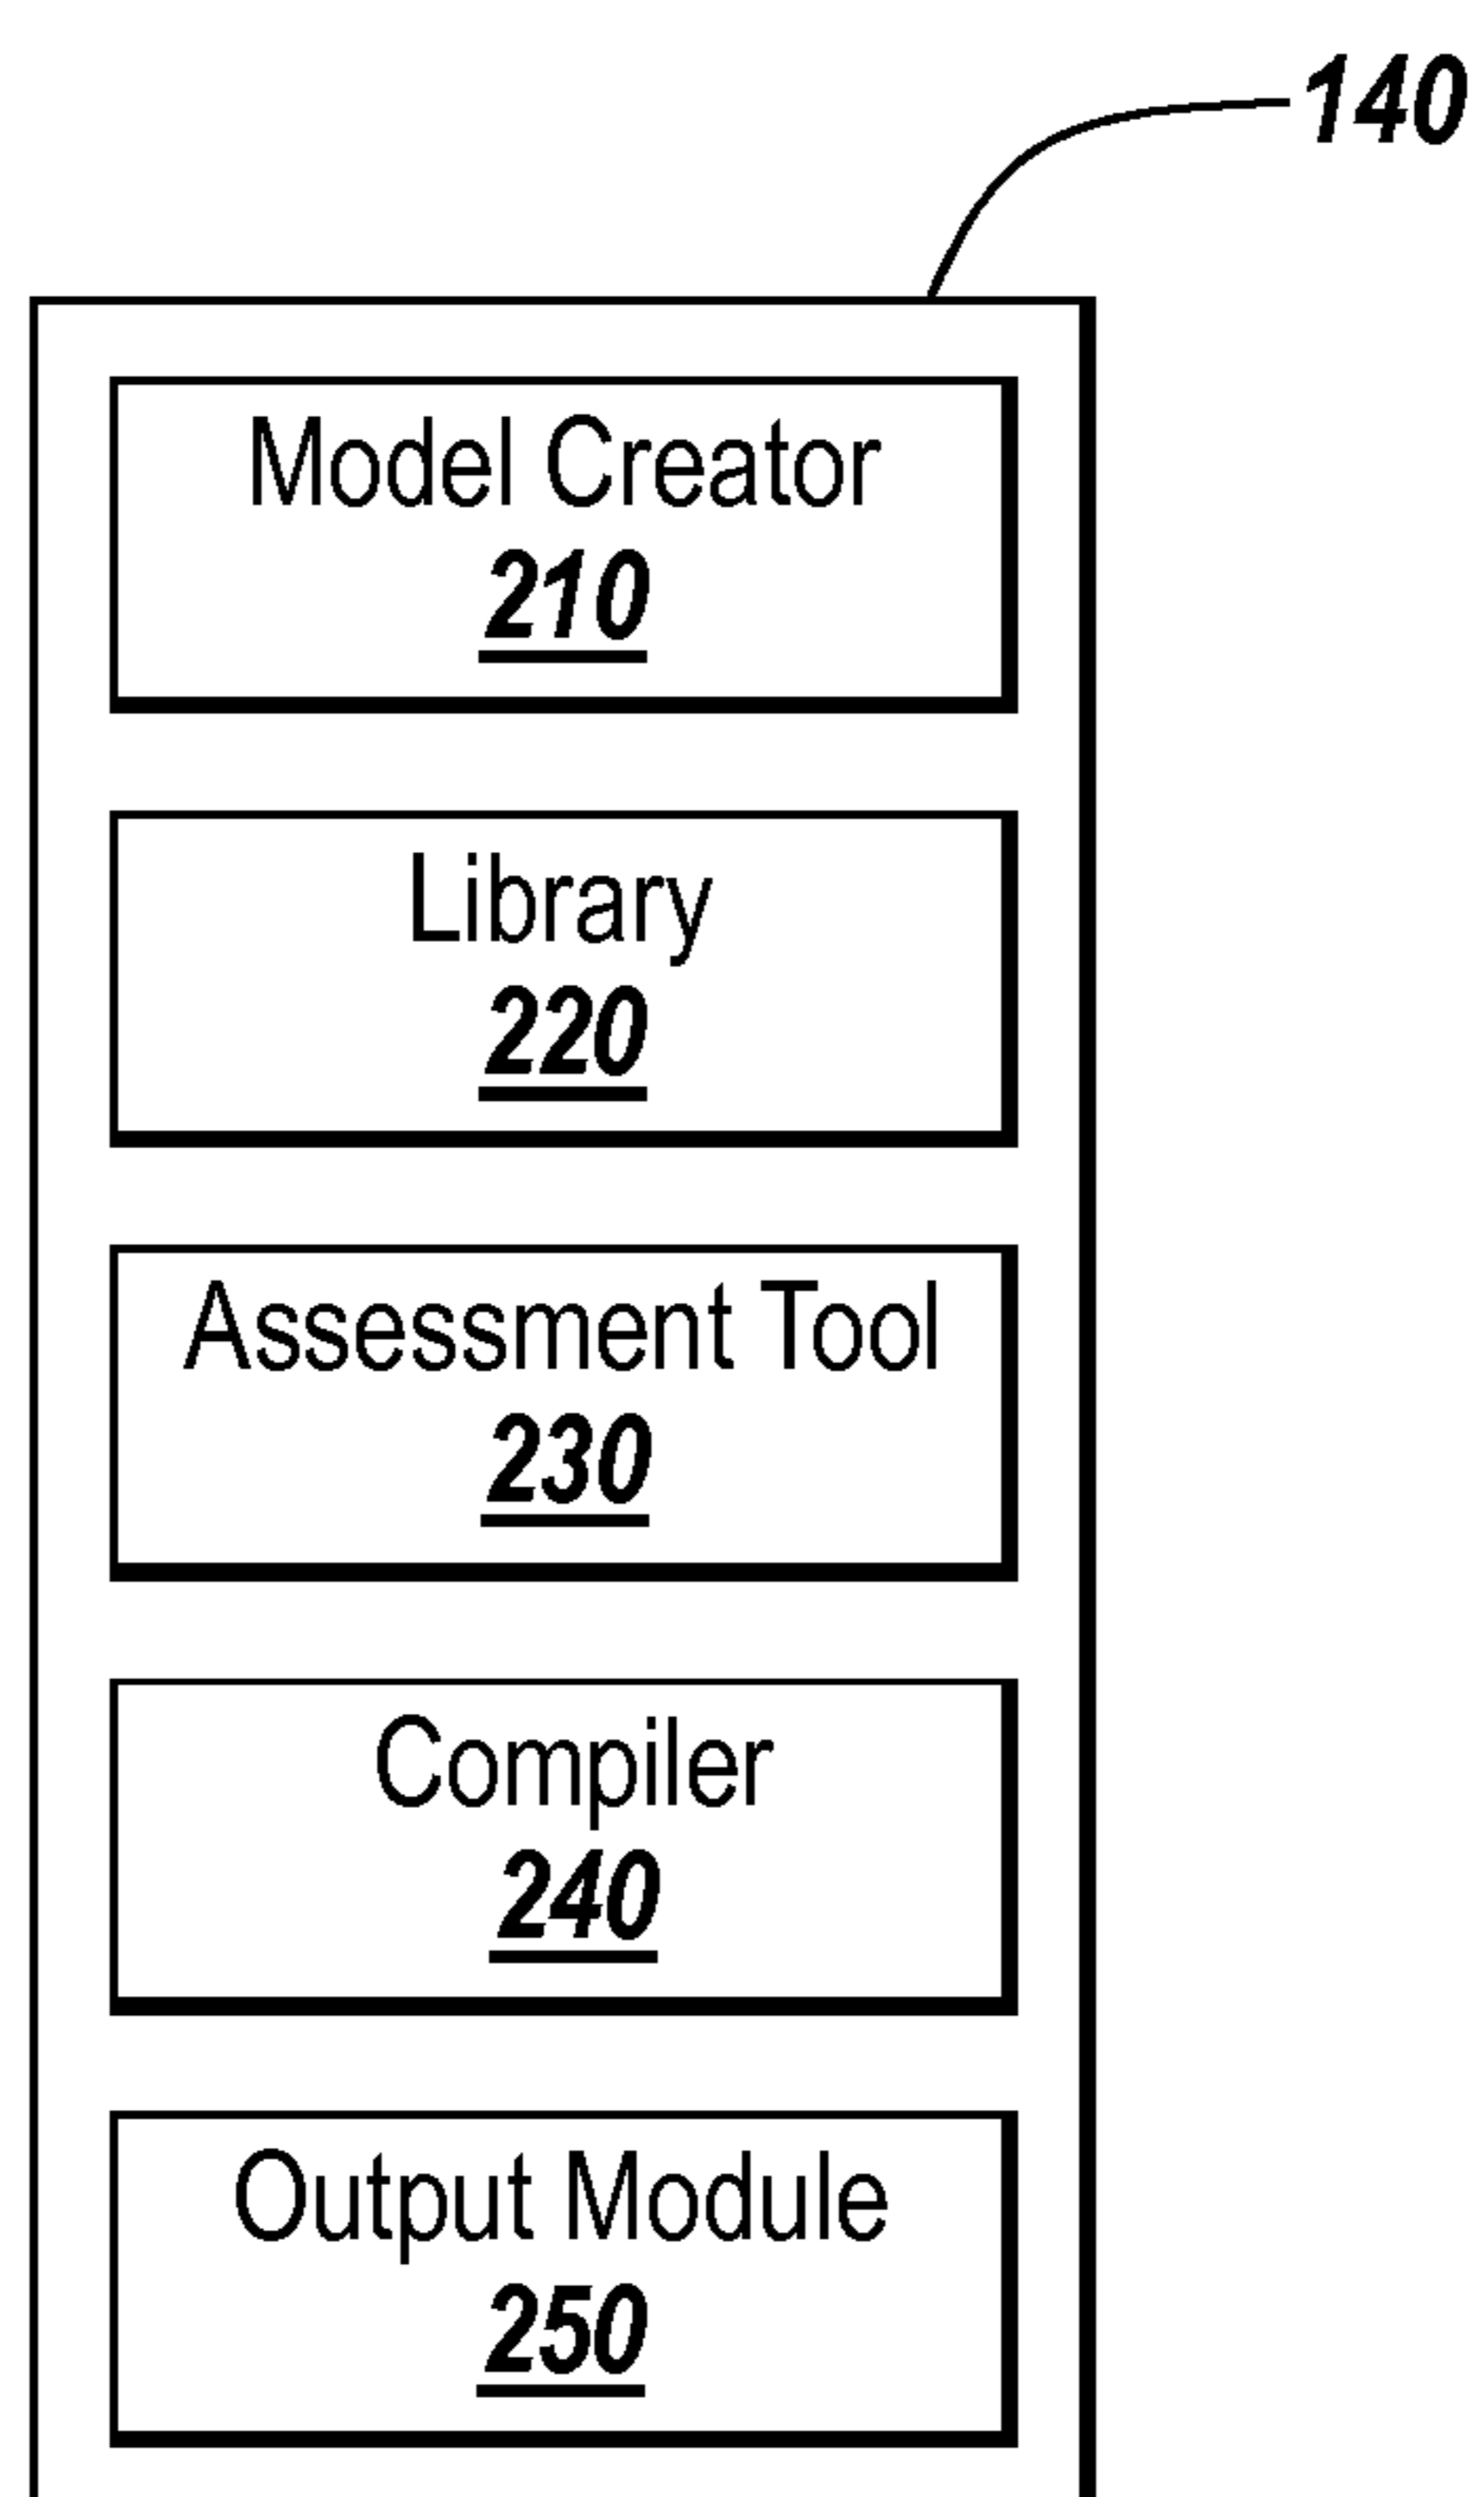 140
Model Creator
210
Library
220
Assessment Tool
230
Compiler
240
Output Module
250